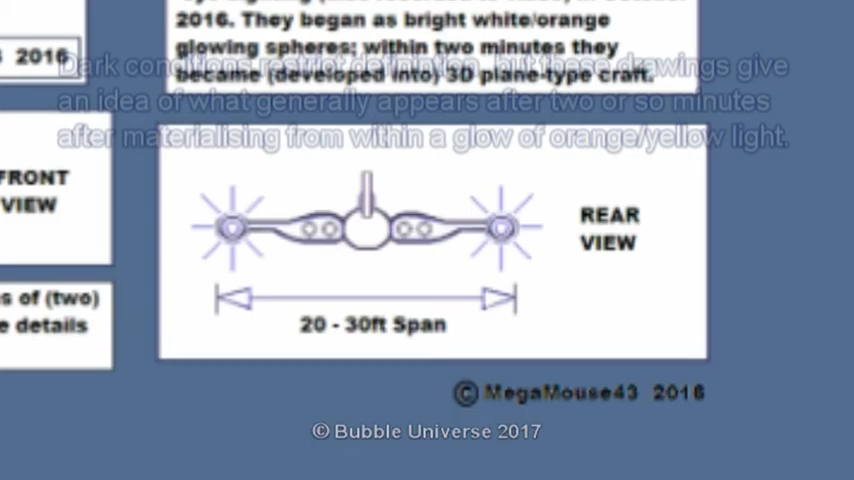 2016. They began as bright white/orange
glowing spheres; within two minutes they
became (developed into) 3D plane-type craft.
2016
Dark conditions restrict definition, but these drawings give
an idea of what generally appears after two or so minutes
after materialising from within a glow of orange/yellow light.
FRONT
VIEW
REAR
VIEW
20 - 30ft Span
s of (two)
e details
© MegaMouse43 2016
© Bubble Universe 2017